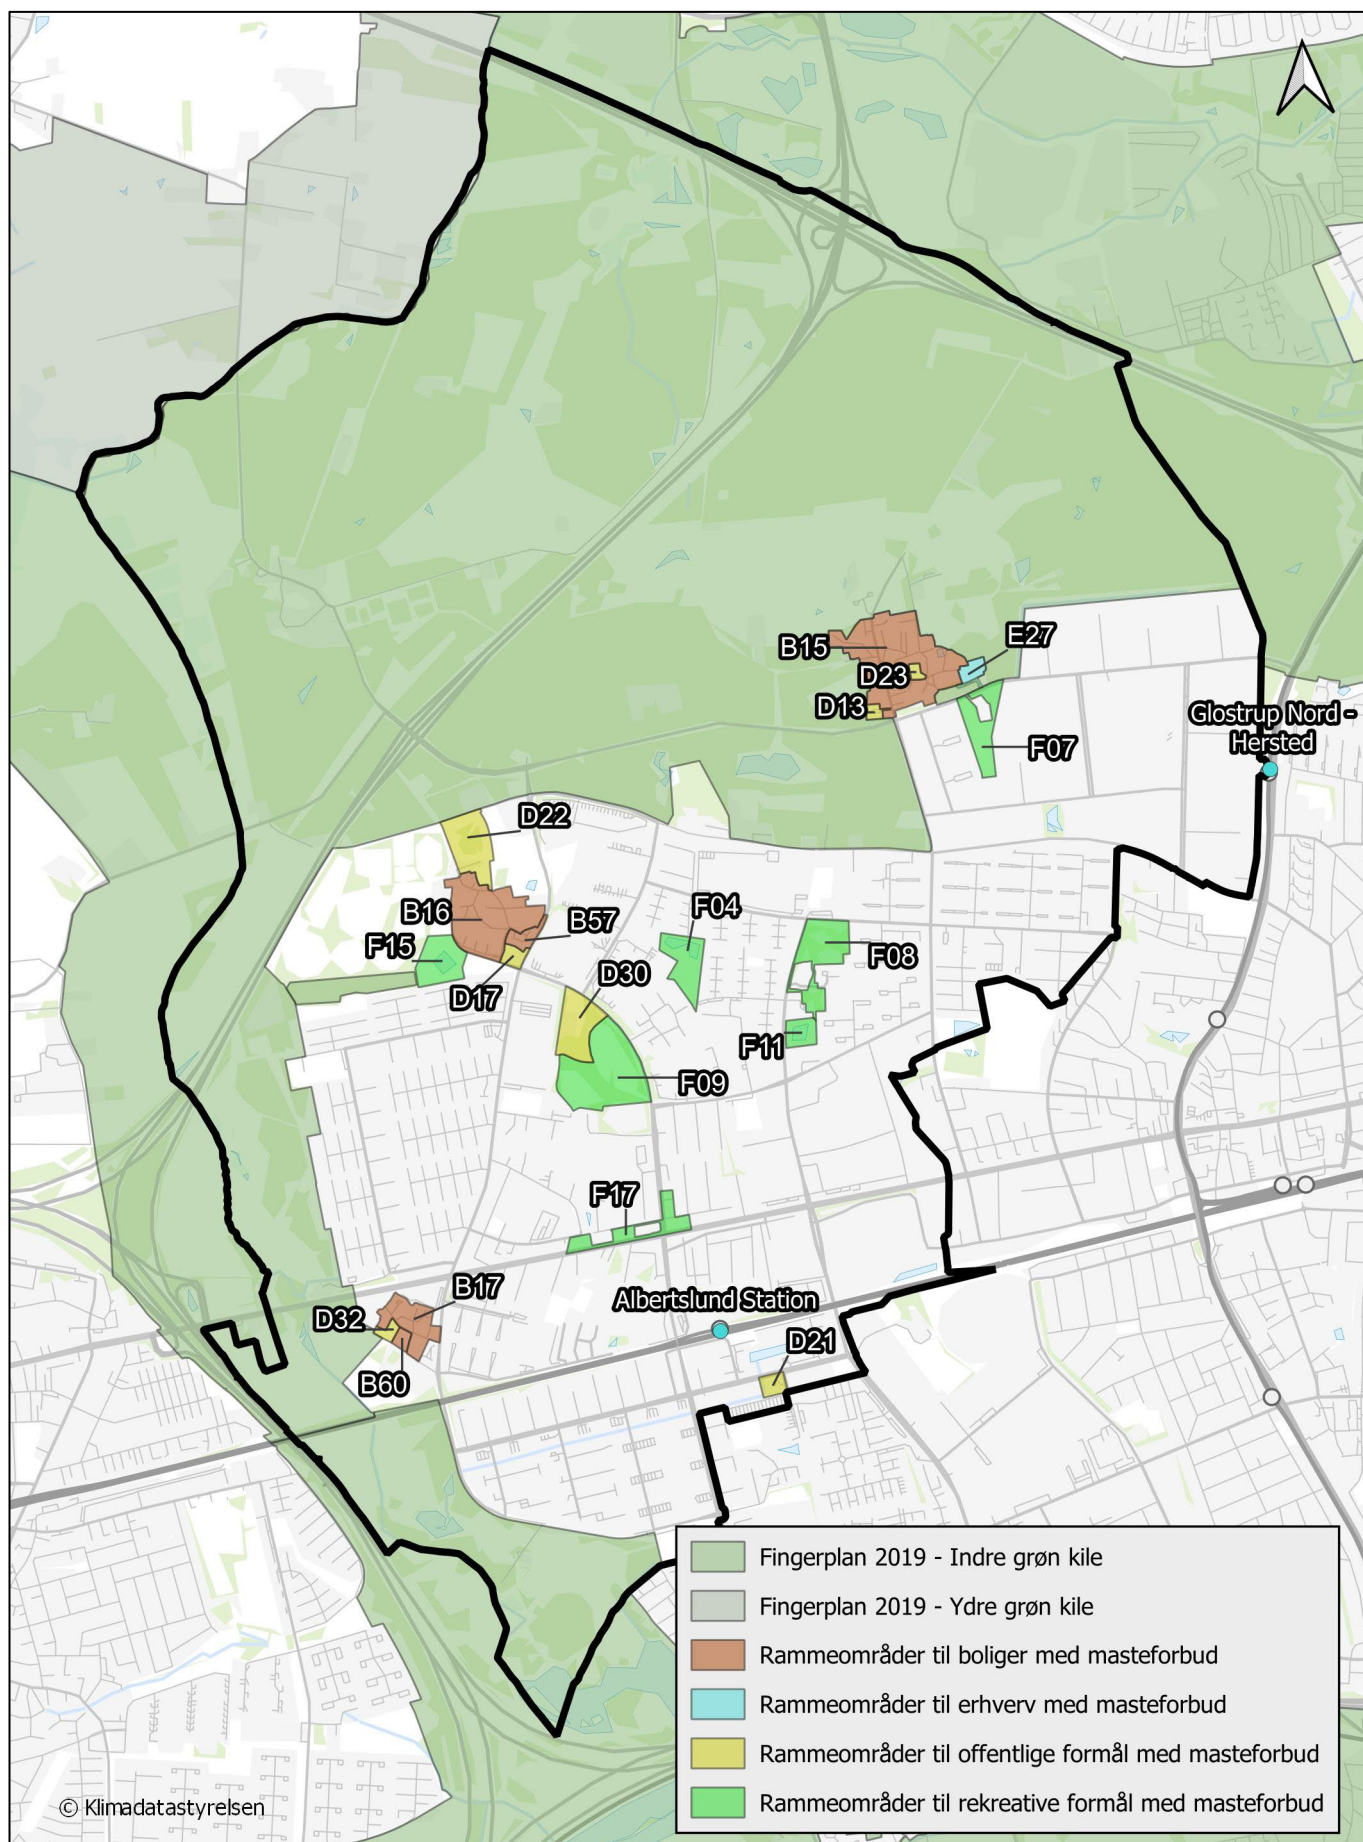 B15
E27
D23
D13
Glostrup Nord -
Hersted
F07
D22
B16
B57
F04
F15
F08
D30
D17
F11
F09
F17
B17
Albertslund Station
D32
D21
B60
Fingerplan 2019 - Indre grøn kile
Fingerplan 2019 - Ydre grøn kile
Rammeområder til boliger med masteforbud
Rammeområder til erhverv med masteforbud
Rammeområder til offentlige formål med masteforbud
Rammeområder til rekreative formål med masteforbud
© Klimadatastyrelsen